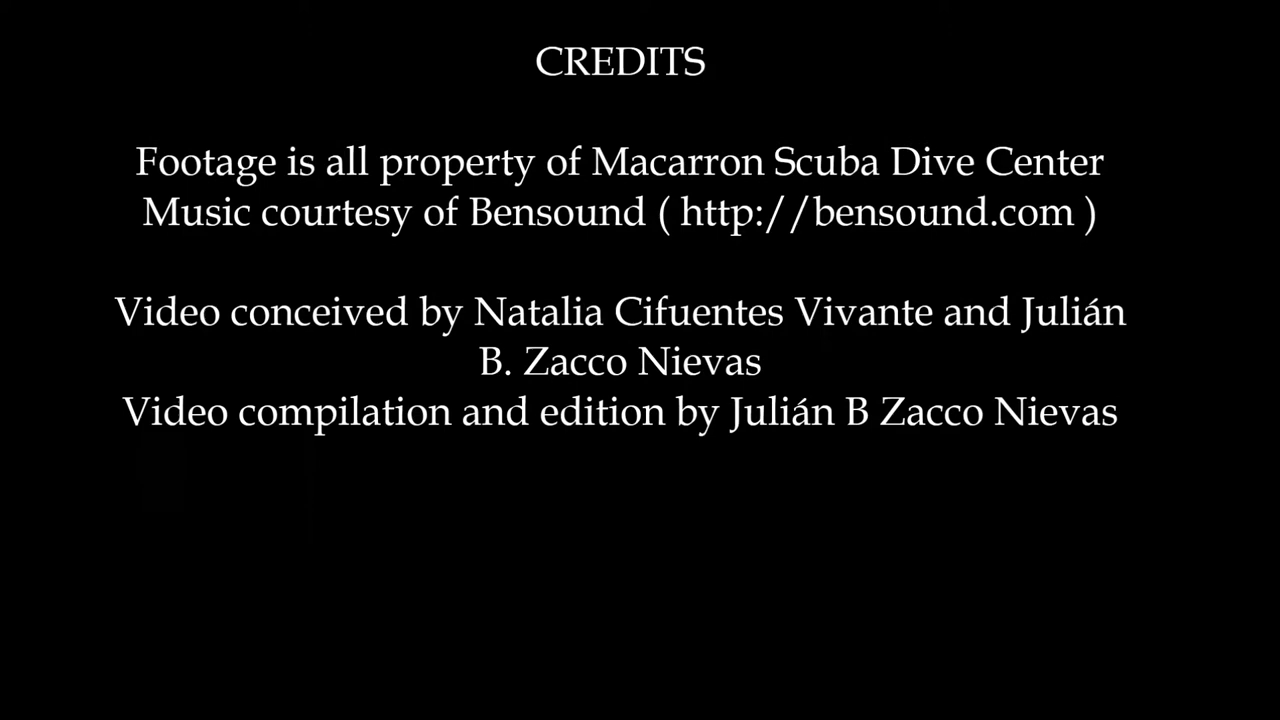 CREDITS
Footage is all property of Macarron Scuba Dive Center
Music courtesy of Bensound ( http://bensound.com )
Video conceived by Natalia Cifuentes Vivante and Julián
B. Zacco Nievas
Video compilation and edition by Julián B Zacco Nievas